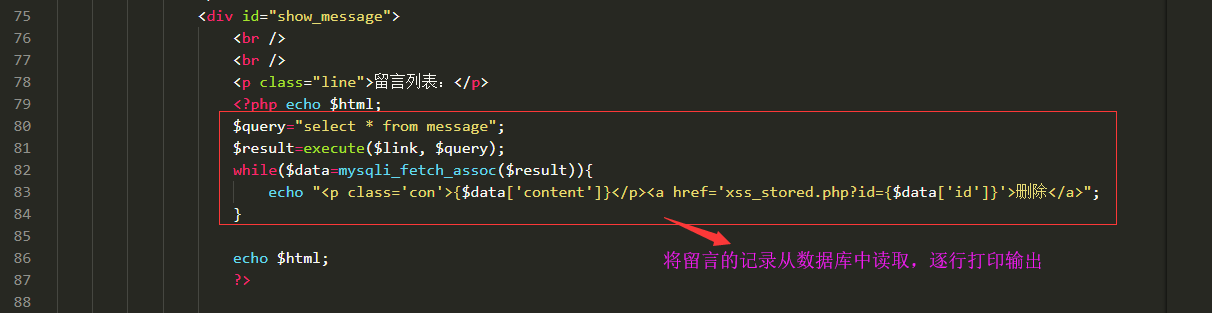 75 <div id="show_message">
76 <br />
77 <br />
78 <p class="line">留言列表：</p>
79 <?php echo $html;
80 $query="select * from message";
81 $result=execute($link, $query);
82 while($data=mysqli_fetch_assoc($result)){
83 echo "<p class='con'>{$data['content']}</p><a href='xss_stored.php?id={$data['id']}'>删除</a>";
84 }
85
86 echo $html;
将留言的记录从数据库中读取，逐行打印输出
87 ?>
88